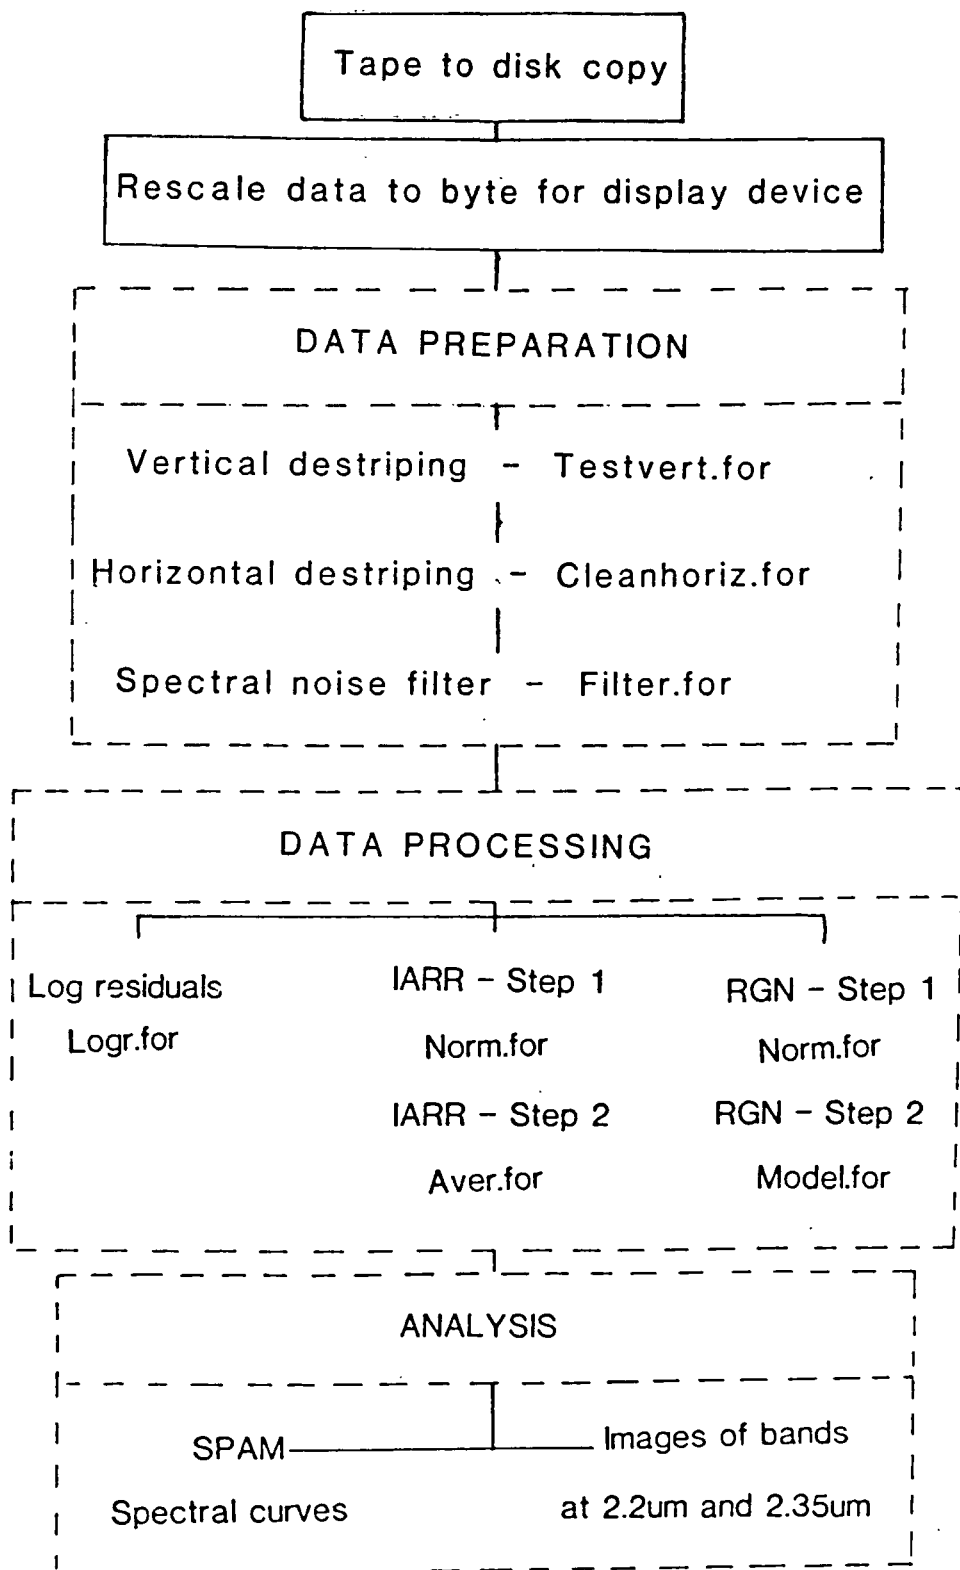 Tape to disk copy
Rescale data to byte for display device
DATA PREPARATION
Vertical destriping - Testvert.for
Horizontal destriping - Cleanhoriz.for
Spectral noise filter - Filter.for
DATA PROCESSING
Log residuals
Logr.for
IARR - Step 1
Norm.for
IARR - Step 2
Aver.for
RGN - Step 1
Norm.for
RGN - Step 2
Model.for
ANALYSIS
SPAM
Spectral curves
Images of bands
at 2.2um and 2.35um